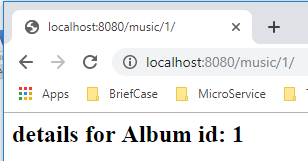 localhost:8080/music/1/
localhost:8080/music/1/
Apps BriefCase MicroService
details for Album id: 1